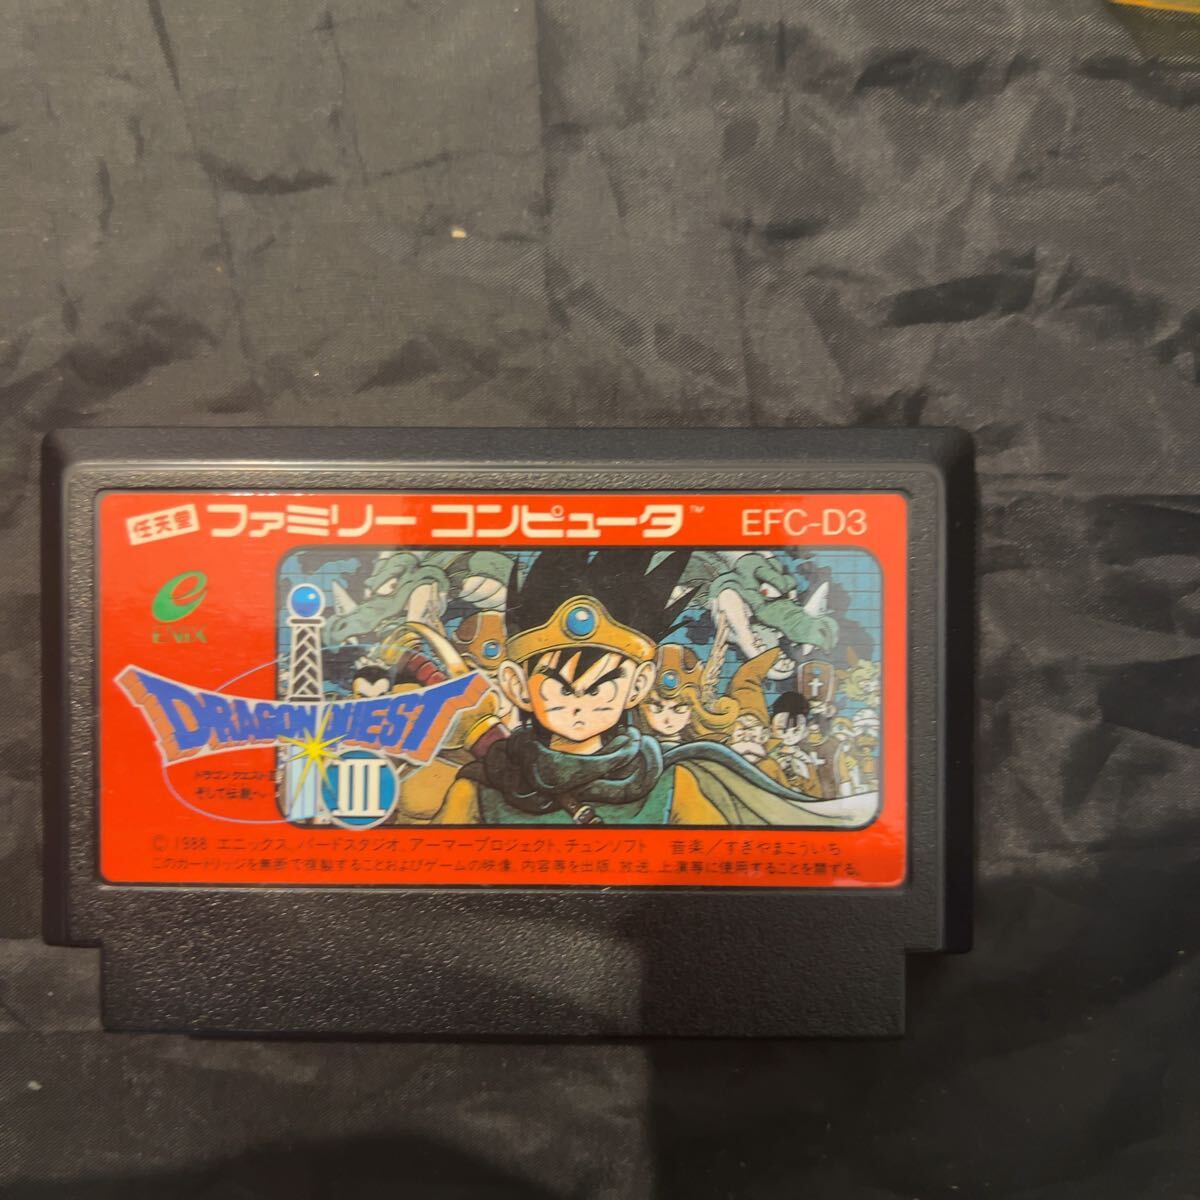 任天堂 ファミリー コンピュータ™ EFC-D3
e
ENIX
DRAGON QUEST
III
ドラゴンクエストIII
そして伝説へ…
© 1988 エニックス, バードスタジオ, アーマープロジェクト, チュンソフト 音楽/すぎやまこういち
このカートリッジを無断で複製することおよびゲームの映像, 内容等を出版, 放送, 上演等に使用することを禁ずる。